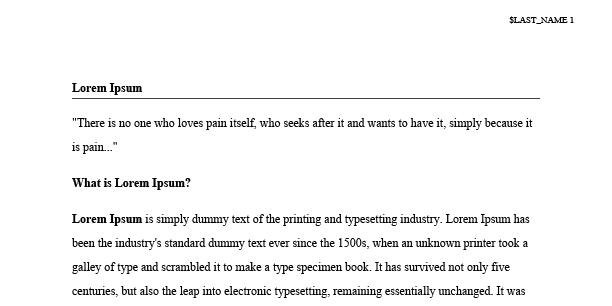 $LAST_NAME 1
Lorem Ipsum
"There is no one who loves pain itself, who seeks after it and wants to have it, simply because it
is pain..."
What is Lorem Ipsum?
Lorem Ipsum is simply dummy text of the printing and typesetting industry. Lorem Ipsum has
been the industry's standard dummy text ever since the 1500s, when an unknown printer took a
galley of type and scrambled it to make a type specimen book. It has survived not only five
centuries, but also the leap into electronic typesetting, remaining essentially unchanged. It was